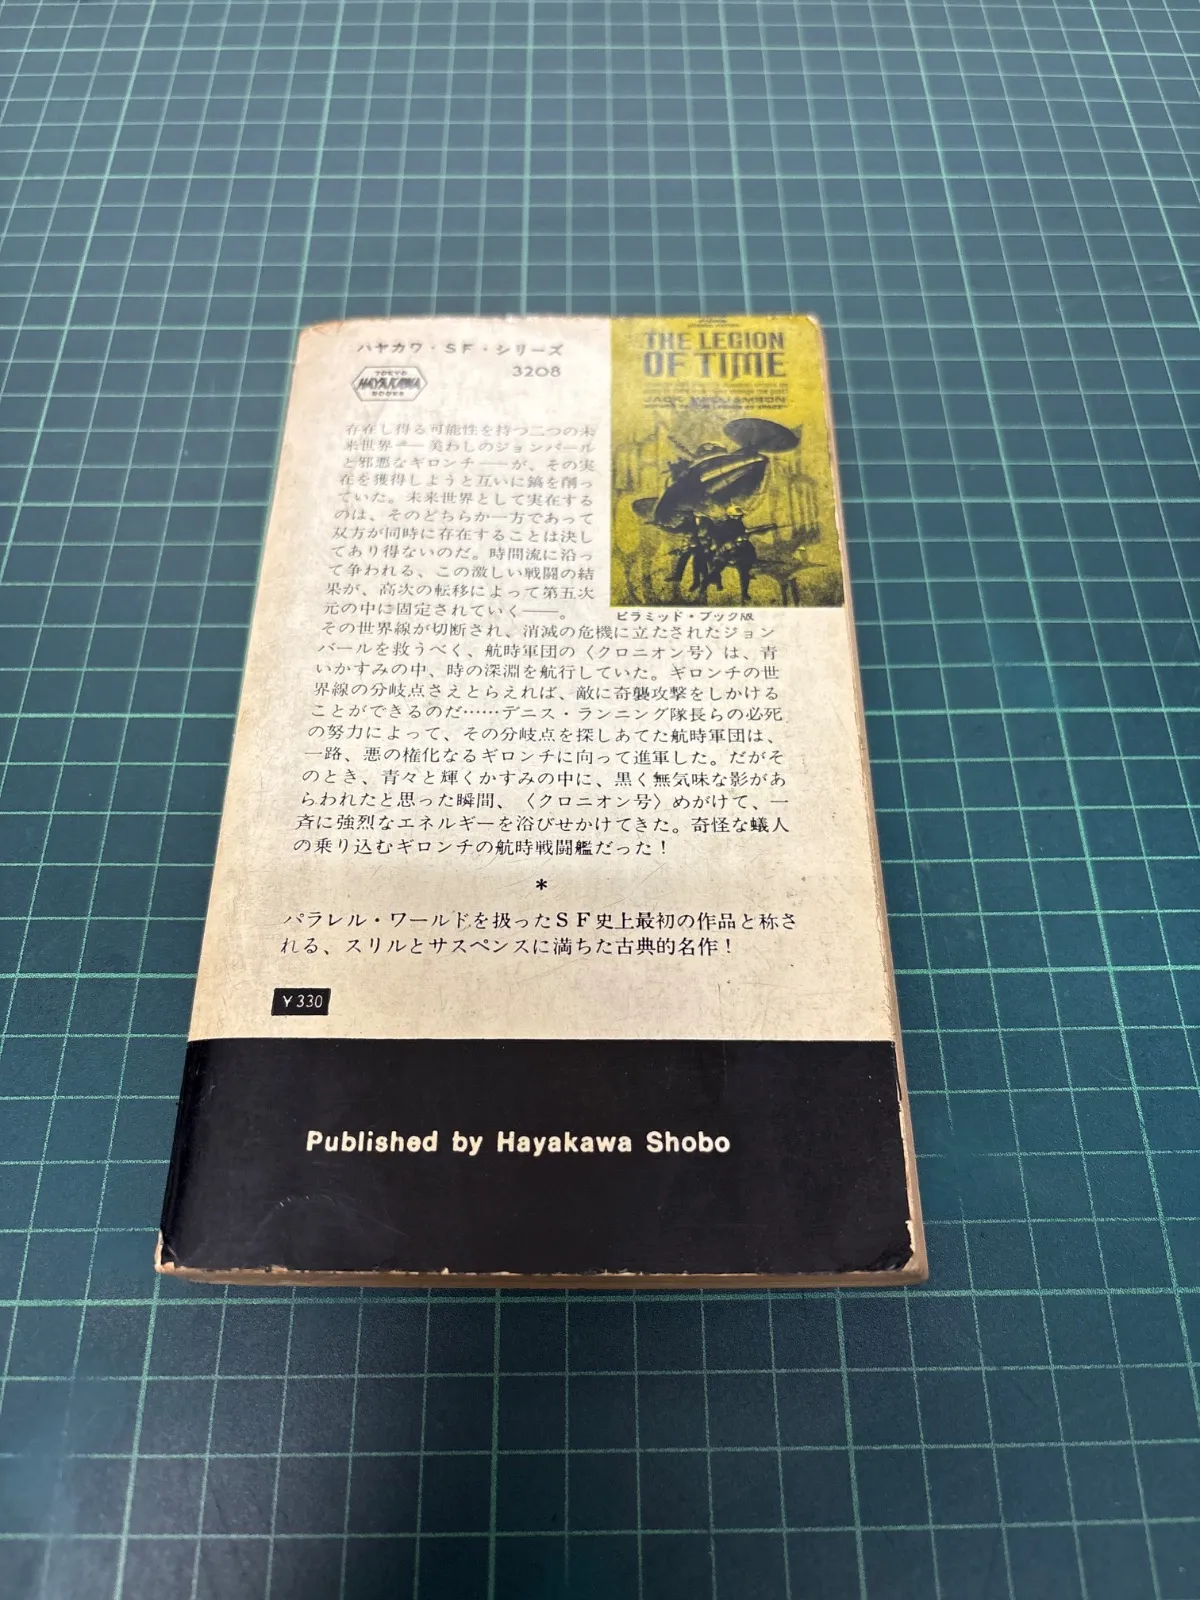 ハヤカワ・SF・シリーズ
3208
TOKYO
HAYAKAWA
BOOKS
THE LEGION
OF TIME
JACK WILLIAMSON
存在し得る可能性を持つ二つの未
来世界──美わしのジョンバール
と邪悪なギロンチ──が、その実
在を獲得しようと互いに鎬を削っ
ていた。未来世界として実在する
のは、そのどちらか一方であって
双方が同時に存在することは決し
てあり得ないのだ。時間流に沿っ
て争われる、この激しい戦闘の結
果が、高次の転移によって第五次
元の中に固定されていく──。
ピラミッド・ブック版
その世界線が切断され、消滅の危機に立たされたジョン
バールを救うべく、航時軍団の〈クロニオン号〉は、青
いかすみの中、時の深淵を航行していた。ギロンチの世
界線の分岐点さえとらえれば、敵に奇襲攻撃をしかける
ことができるのだ……デニス・ランニング隊長らの必死
の努力によって、その分岐点を探しあてた航時軍団は、
一路、悪の権化なるギロンチに向って進軍した。だがそ
のとき、青々と輝くかすみの中に、黒く無気味な影があ
らわれたと思った瞬間、〈クロニオン号〉めがけて、一
斉に強烈なエネルギーを浴びせかけてきた。奇怪な蟻人
の乗り込むギロンチの航時戦闘艦だった！
*
パラレル・ワールドを扱ったSF史上最初の作品と称さ
れる、スリルとサスペンスに満ちた古典的名作！
¥330
Published by Hayakawa Shobo